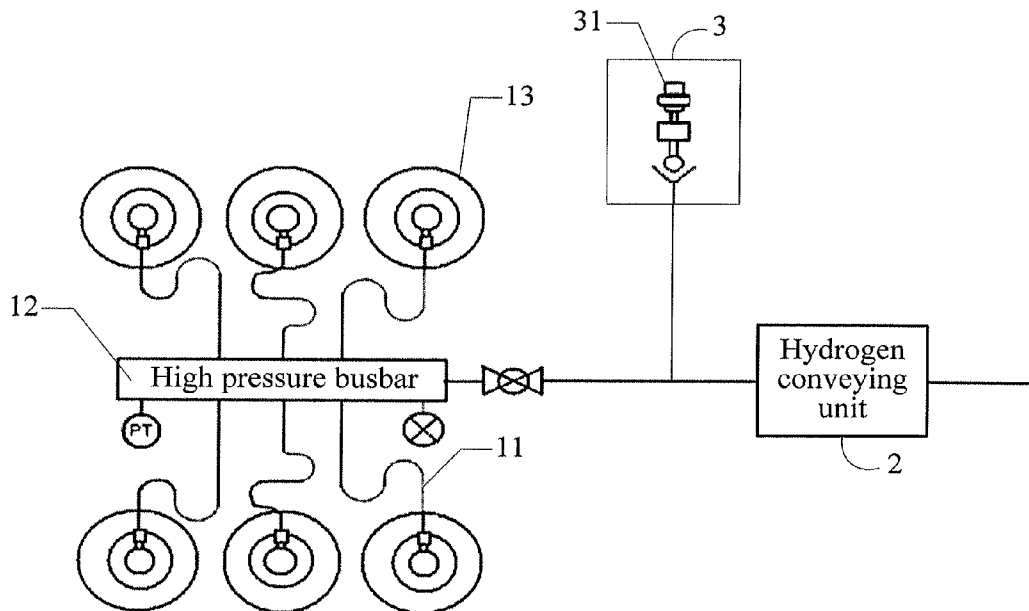 31
3
13
12
High pressure busbar
Hydrogen
conveying
unit
PT
11
2